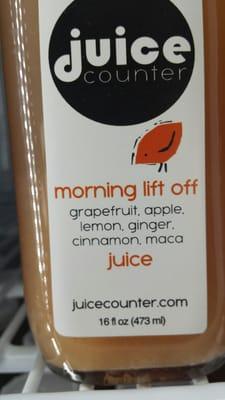 juice
counter
morning lift off
grapefruit, apple,
lemon, ginger,
cinnamon, maca
juice
juicecounter.com
16 fl oz (473 ml)